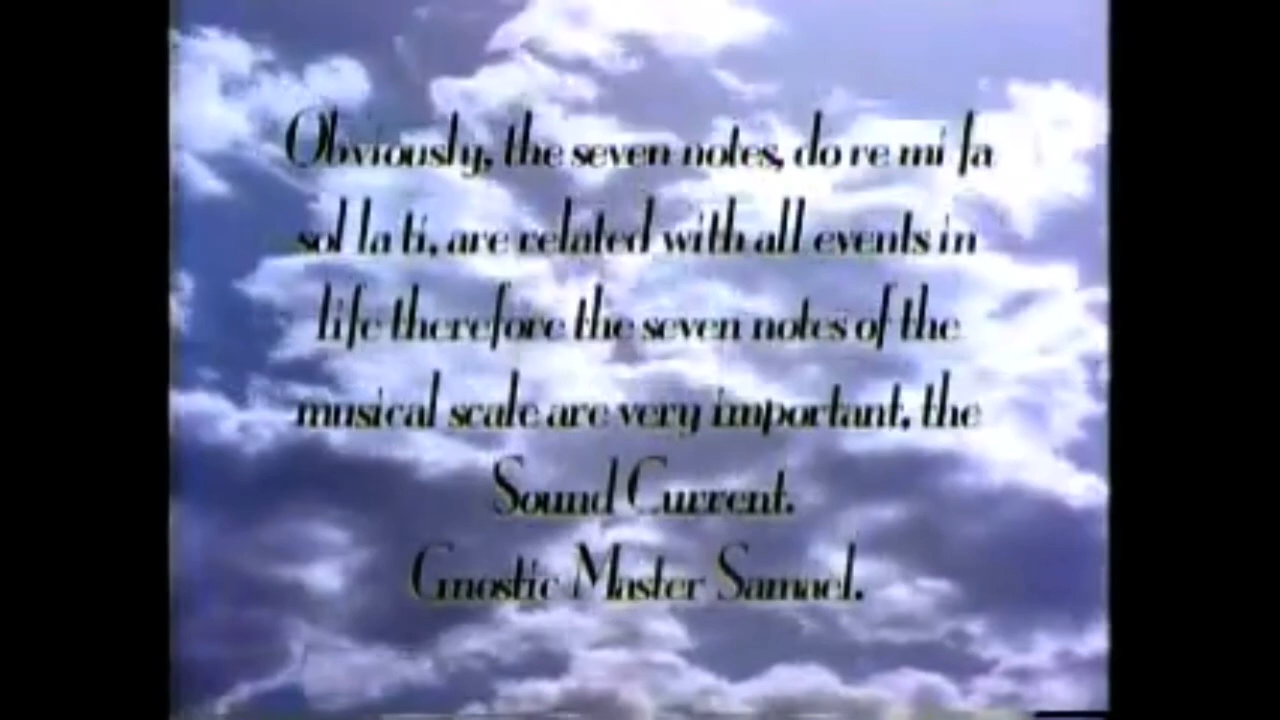 Obviously, the seven notes, do re mi fa
sol la ti, are related with all events in
life therefore the seven notes of the
musical scale are very important, the
Sound Current.
Gnostic Master Samael.